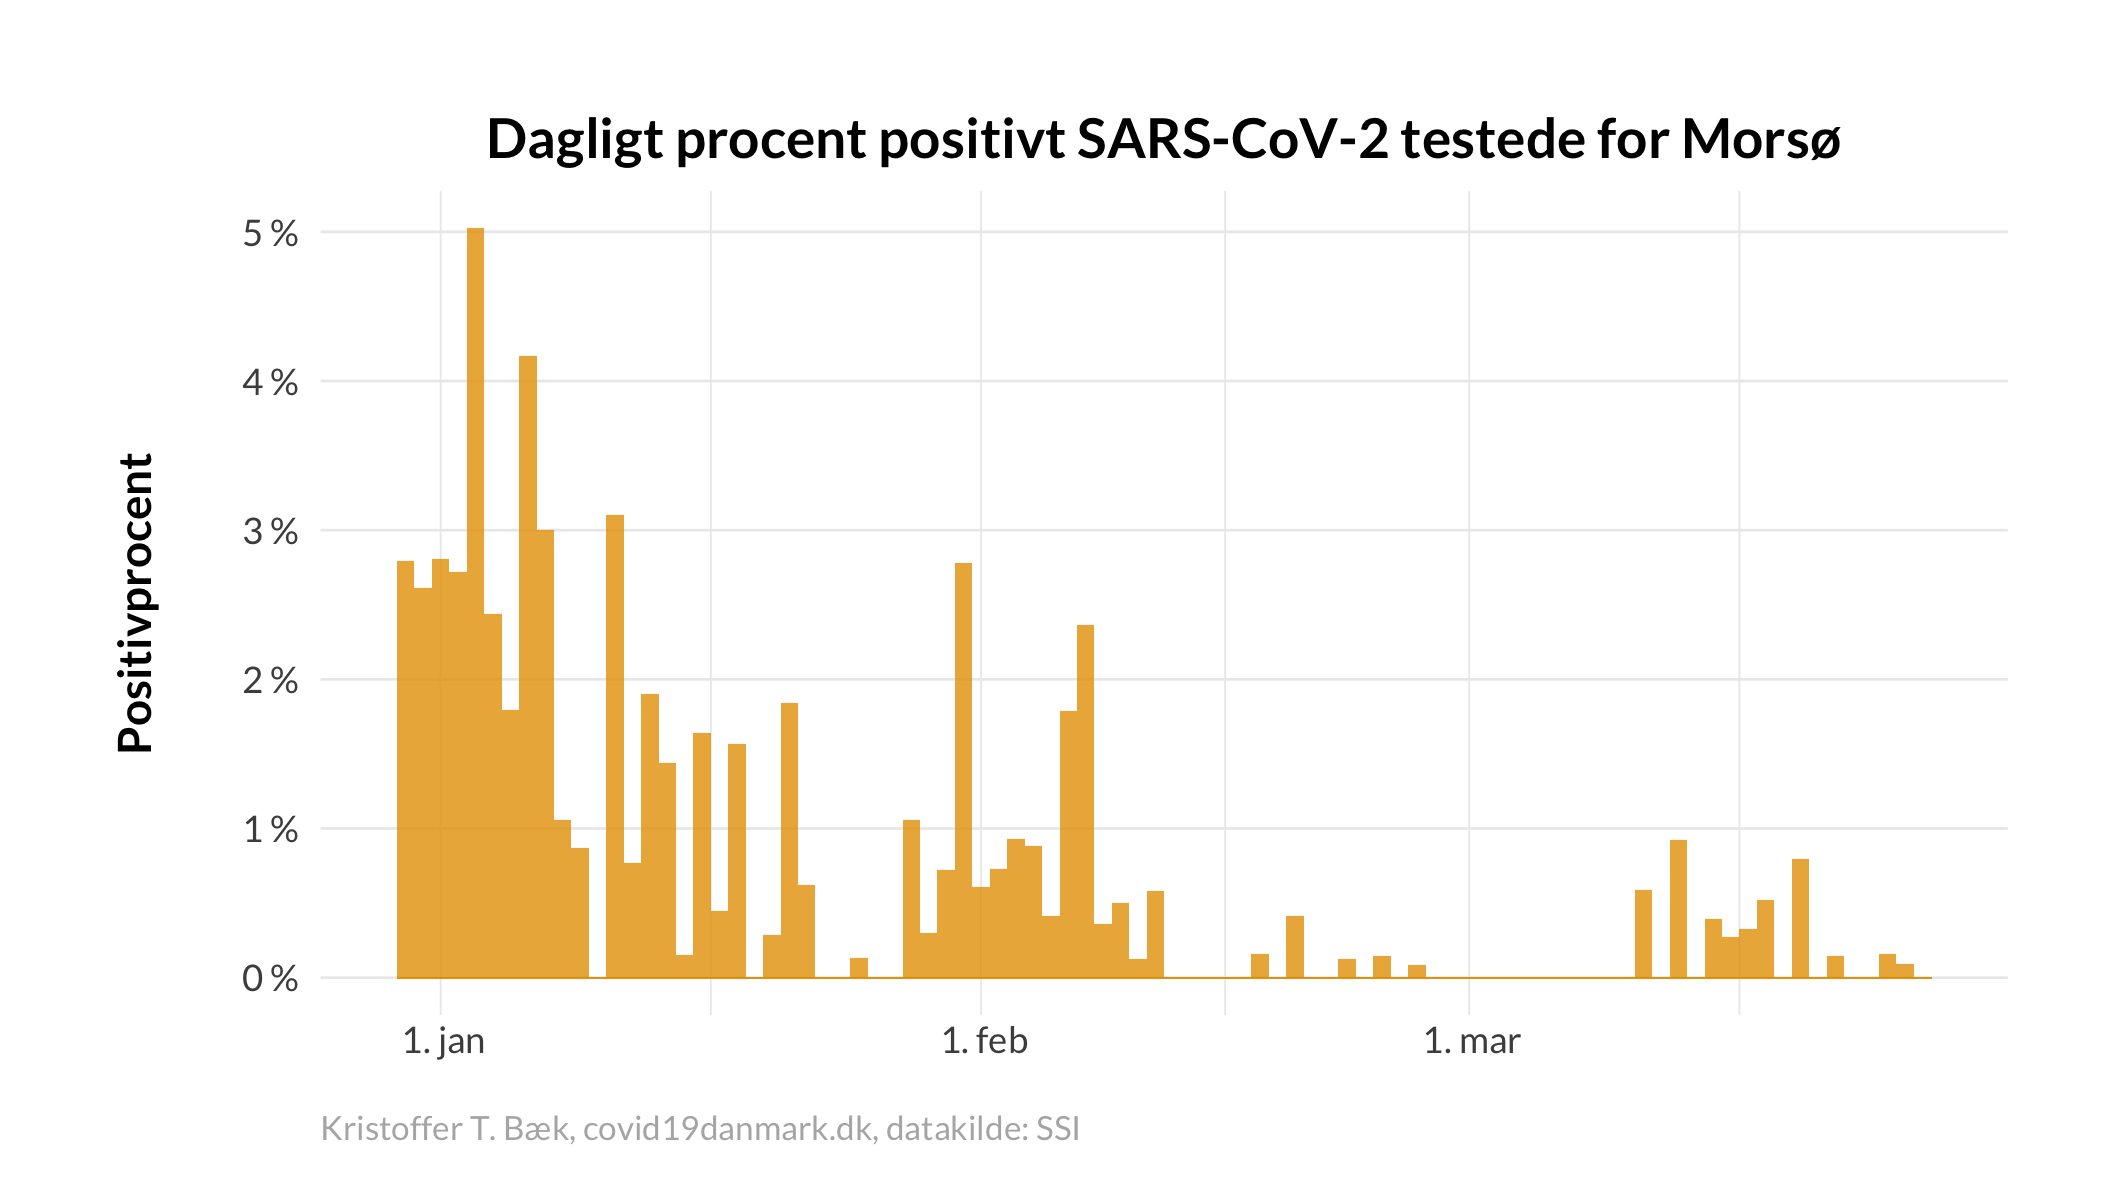 Dagligt procent positivt SARS-CoV-2 testede for Morsø
Positivprocent
5 %
4 %
3 %
2 %
1 %
0 %
1. jan
1. feb
1. mar
Kristoffer T. Bæk, covid19danmark.dk, datakilde: SSI